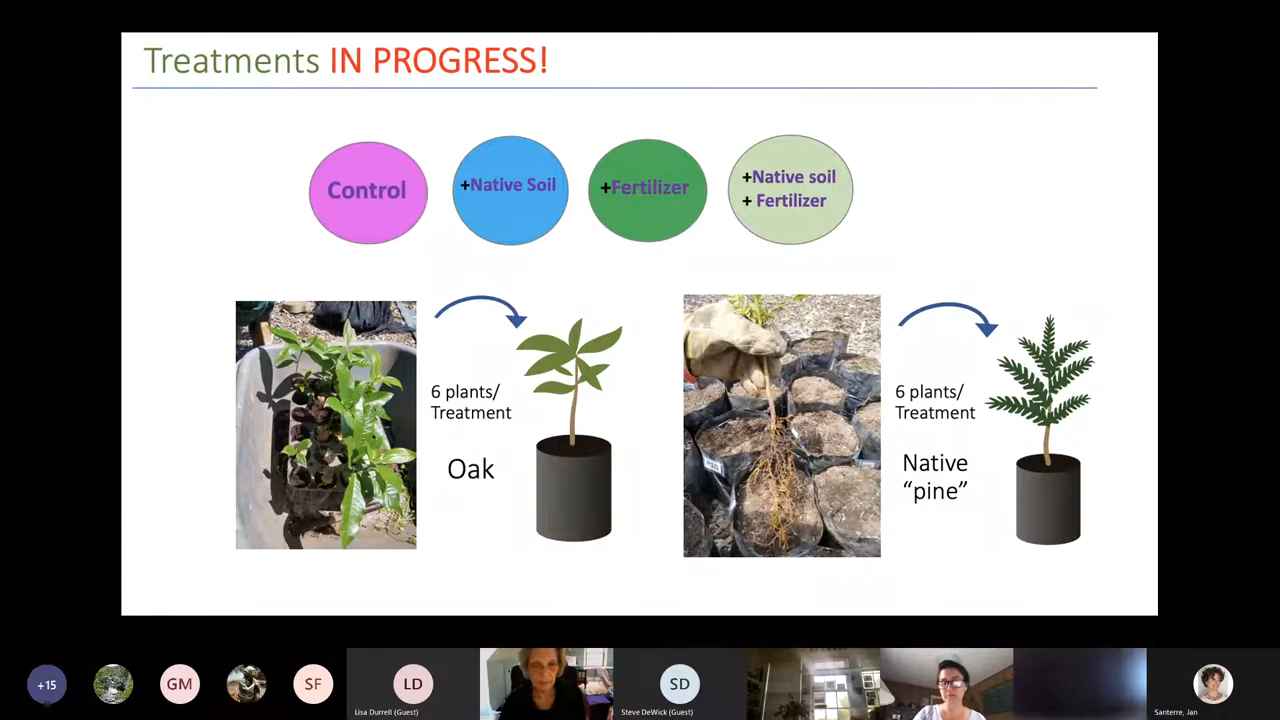 Treatments IN PROGRESS!
Control
+Native Soil
+Fertilizer
+Native soil
+ Fertilizer
6 plants/
Treatment
Oak
6 plants/
Treatment
Native
“pine”
+15
GM
SF
LD
SD
Lisa Durrell (Guest)
Steve DeWick (Guest)
Santerre, Jan